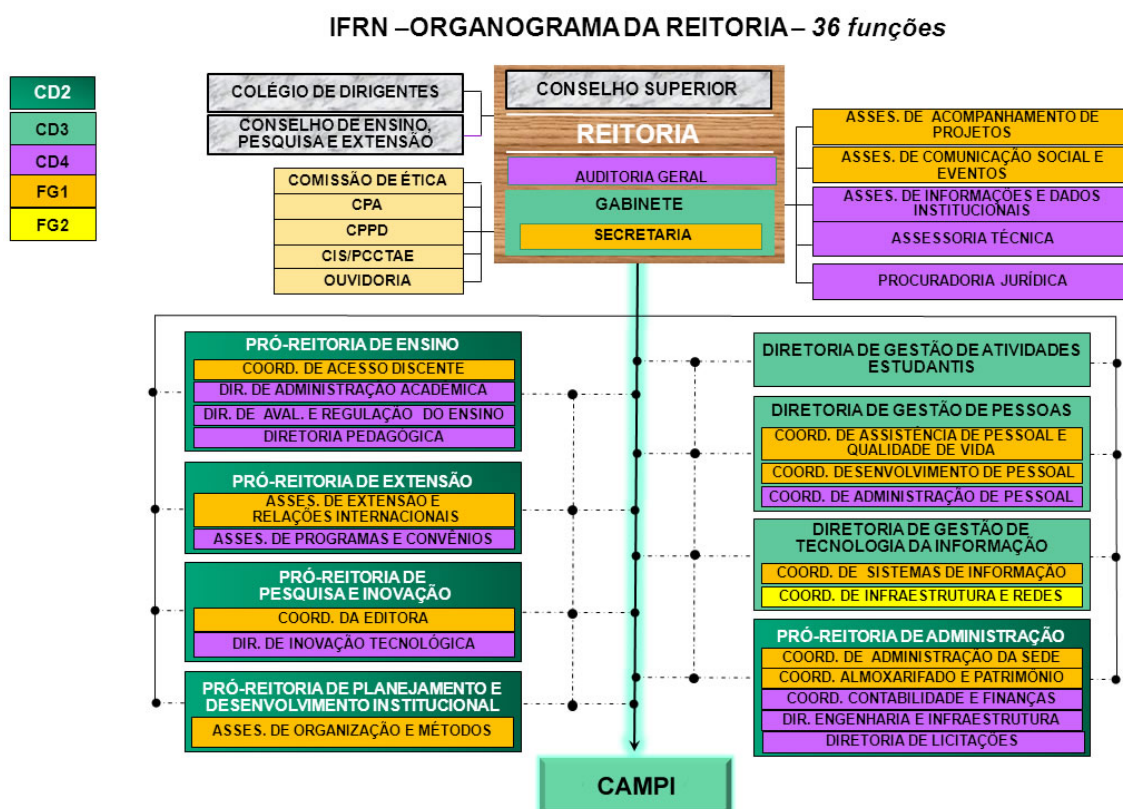 IFRN –ORGANOGRAMA DA REITORIA – 36 funções
CD2
CD3
CD4
FG1
FG2
COLÉGIO DE DIRIGENTES
CONSELHO DE ENSINO,
PESQUISA E EXTENSÃO
COMISSÃO DE ÉTICA
CPA
CPPD
CIS/PCCTAE
OUVIDORIA
CONSELHO SUPERIOR
REITORIA
AUDITORIA GERAL
GABINETE
SECRETARIA
ASSES. DE ACOMPANHAMENTO DE
PROJETOS
ASSES. DE COMUNICAÇÃO SOCIAL E
EVENTOS
ASSES. DE INFORMAÇÕES E DADOS
INSTITUCIONAIS
ASSESSORIA TÉCNICA
PROCURADORIA JURÍDICA
PRÓ-REITORIA DE ENSINO
COORD. DE ACESSO DISCENTE
DIR. DE ADMINISTRAÇÃO ACADÊMICA
DIR. DE AVAL. E REGULAÇÃO DO ENSINO
DIRETORIA PEDAGÓGICA
PRÓ-REITORIA DE EXTENSÃO
ASSES. DE EXTENSÃO E
RELAÇÕES INTERNACIONAIS
ASSES. DE PROGRAMAS E CONVÊNIOS
PRÓ-REITORIA DE
PESQUISA E INOVAÇÃO
COORD. DA EDITORA
DIR. DE INOVAÇÃO TECNOLÓGICA
PRÓ-REITORIA DE PLANEJAMENTO E
DESENVOLVIMENTO INSTITUCIONAL
ASSES. DE ORGANIZAÇÃO E MÉTODOS
DIRETORIA DE GESTÃO DE ATIVIDADES
ESTUDANTIS
DIRETORIA DE GESTÃO DE PESSOAS
COORD. DE ASSISTÊNCIA DE PESSOAL E
QUALIDADE DE VIDA
COORD. DESENVOLVIMENTO DE PESSOAL
COORD. DE ADMINISTRAÇÃO DE PESSOAL
DIRETORIA DE GESTÃO DE
TECNOLOGIA DA INFORMAÇÃO
COORD. DE SISTEMAS DE INFORMAÇÃO
COORD. DE INFRAESTRUTURA E REDES
PRÓ-REITORIA DE ADMINISTRAÇÃO
COORD. DE ADMINISTRAÇÃO DA SEDE
COORD. ALMOXARIFADO E PATRIMÔNIO
COORD. CONTABILIDADE E FINANÇAS
DIR. ENGENHARIA E INFRAESTRUTURA
DIRETORIA DE LICITAÇÕES
CAMPI